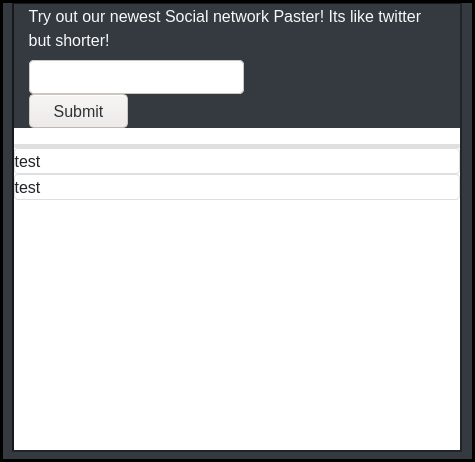 Try out our newest Social network Paster! Its like twitter
but shorter!
Submit
test
test